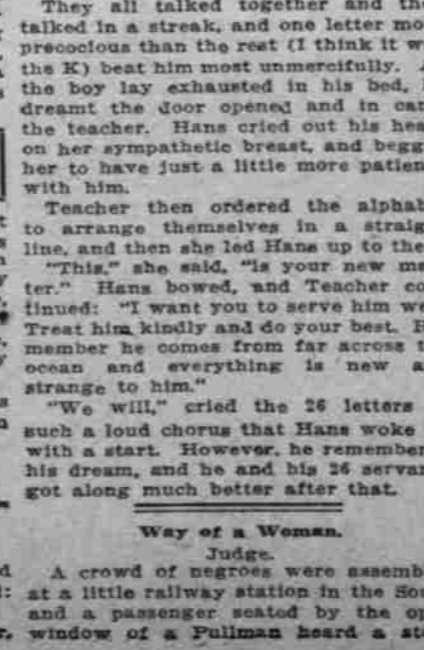 They all talked together and the
talked in a streak, and one letter mo
precocious than the rest (I think it w
the K) beat him most unmercifully.
the boy lay exhausted in his bed,
dreamt the door opened and in cam
the teacher. Hans cried out his hea
on her sympathetic breast, and begg
her to have just a little more patien
with him.
Teacher then ordered the alphab
to arrange themselves in a straig
line, and then she led Hans up to the
"This," she said, "is your new ma
ter." Hans bowed, and Teacher co
tinued: "I want you to serve him we
Treat him kindly and do your best. R
member he comes from far across t
ocean and everything is new a
strange to him."
"We will," cried the 26 letters
such a loud chorus that Hans woke
with a start. However, he remember
his dream, and he and his 26 servan
got along much better after that.
Way of a Woman.
Judge.
A crowd of negroes were assemb
at a little railway station in the Sou
and a passenger seated by the op
window of a Pullman heard a sto